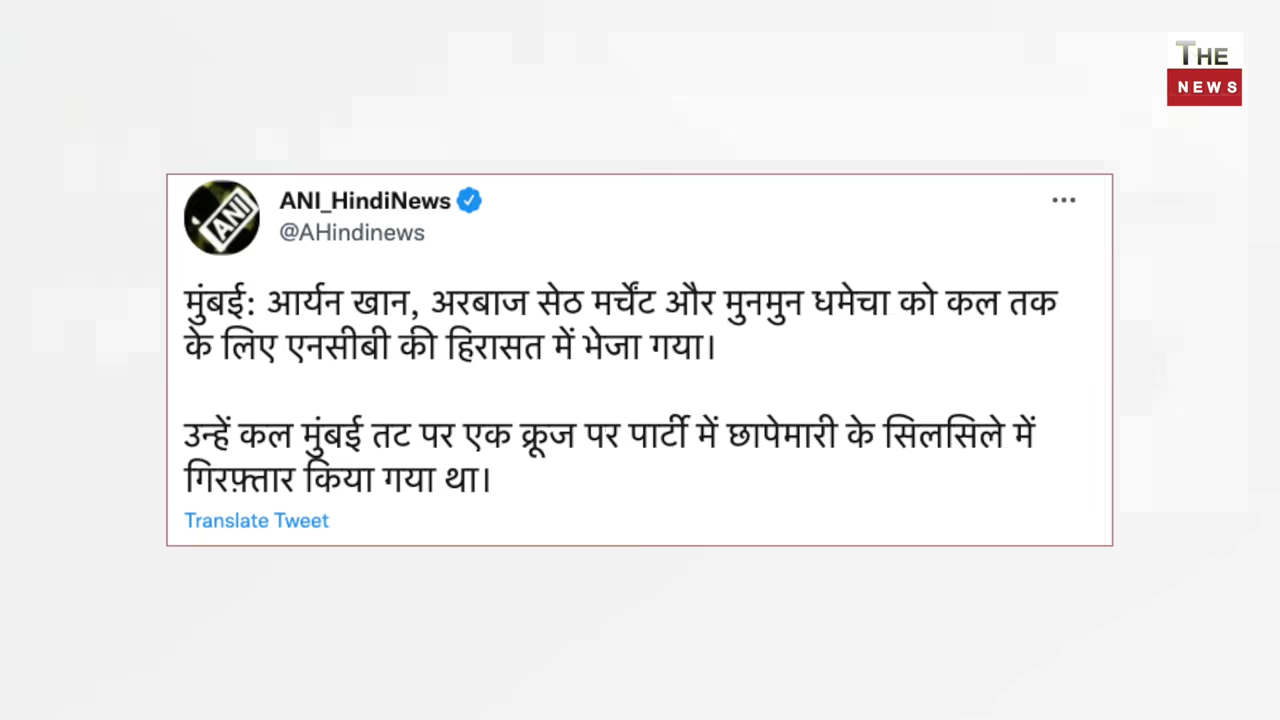 THE
NEWS
ANI
ANI_HindiNews
@AHindinews
मुंबई: आर्यन खान, अरबाज सेठ मर्चेंट और मुनमुन धमेचा को कल तक
के लिए एनसीबी की हिरासत में भेजा गया।
उन्हें कल मुंबई तट पर एक क्रूज पर पार्टी में छापेमारी के सिलसिले में
गिरफ़्तार किया गया था।
Translate Tweet